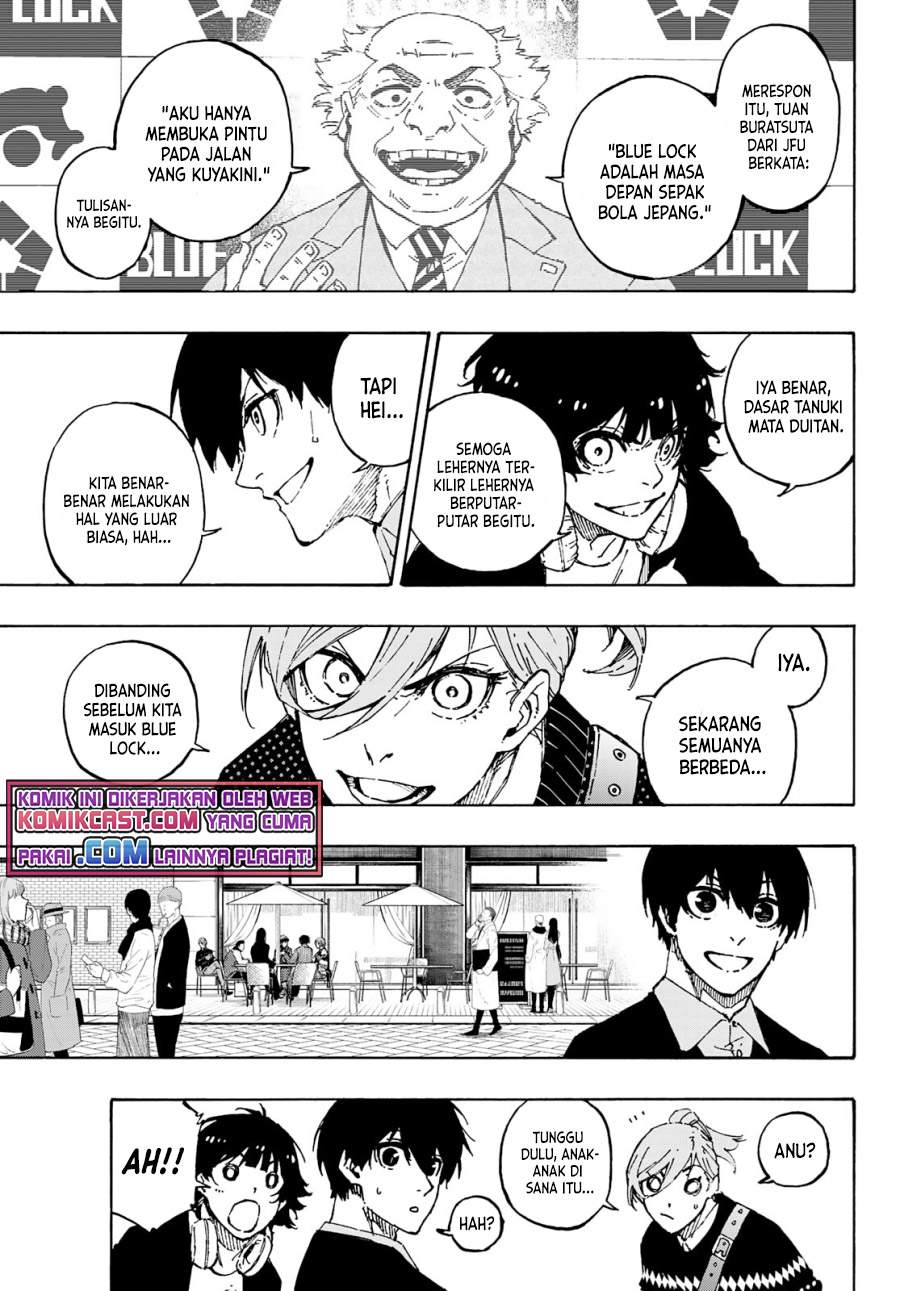 LOCK
BLUE LOCK
MERESPON
ITU, TUAN
BURATSUTA
DARI JFU
BERKATA:
"BLUE LOCK
ADALAH MASA
DEPAN SEPAK
BOLA JEPANG."
"AKU HANYA
MEMBUKA PINTU
PADA JALAN
YANG KUYAKINI."
TULISAN-
NYA BEGITU.
BLUE
LOCK
IYA BENAR,
DASAR TANUKI
MATA DUITAN.
SEMOGA
LEHERNYA TER-
KILIR LEHERNYA
BERPUTAR-
PUTAR BEGITU.
TAPI
HEI...
KITA BENAR-
BENAR MELAKUKAN
HAL YANG LUAR
BIASA, HAH...
IYA.
SEKARANG
SEMUANYA
BERBEDA...
DIBANDING
SEBELUM KITA
MASUK BLUE
LOCK...
KOMIK INI DIKERJAKAN OLEH WEB
KOMIKCAST.COM YANG CUMA
PAKAI .COM LAINNYA PLAGIAT!
ANU?
TUNGGU
DULU, ANAK-
ANAK DI
SANA ITU...
HAH?
AH!!